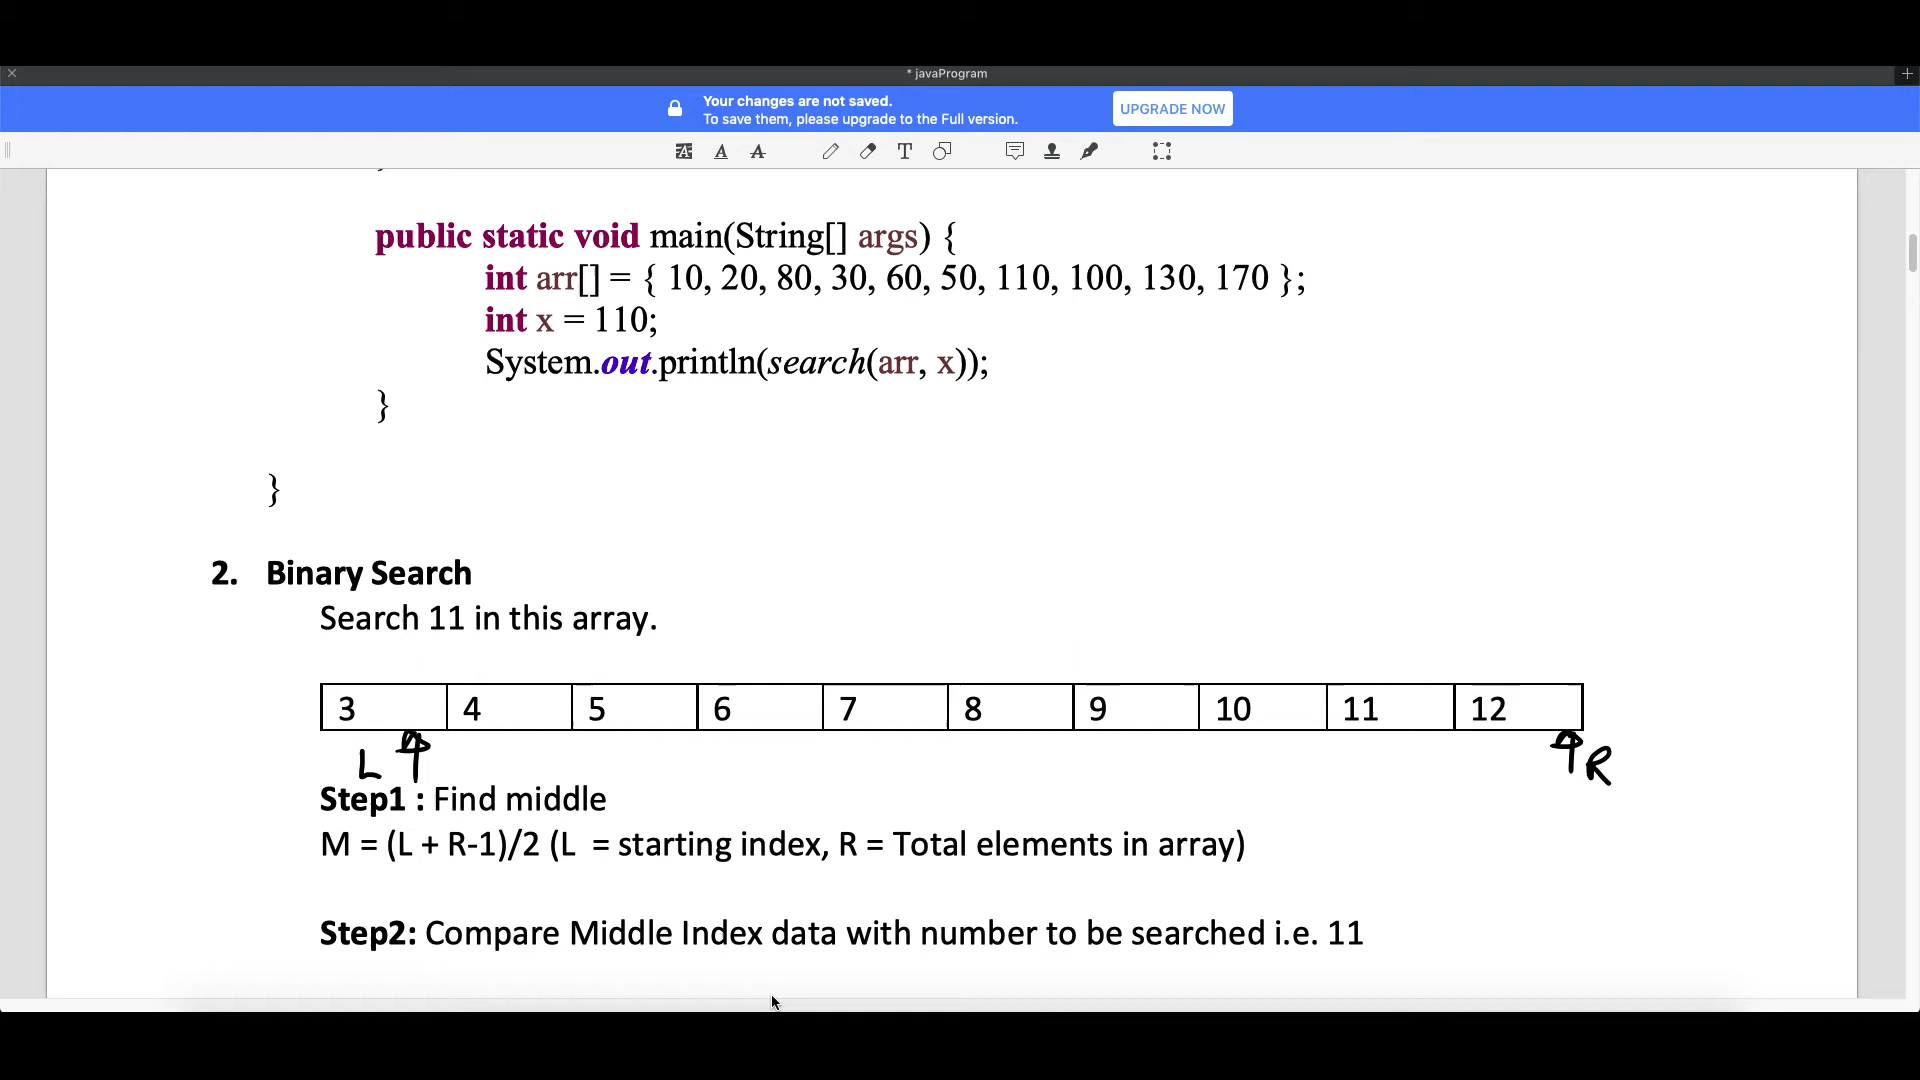 * javaProgram
Your changes are not saved.
To save them, please upgrade to the Full version.
UPGRADE NOW
public static void main(String[] args) {
int arr[] = { 10, 20, 80, 30, 60, 50, 110, 100, 130, 170 };
int x = 110;
System.out.println(search(arr, x));
}
}
2. Binary Search
Search 11 in this array.
3 4 5 6 7 8 9 10 11 12
L R
Step1 : Find middle
M = (L + R-1)/2 (L = starting index, R = Total elements in array)
Step2: Compare Middle Index data with number to be searched i.e. 11